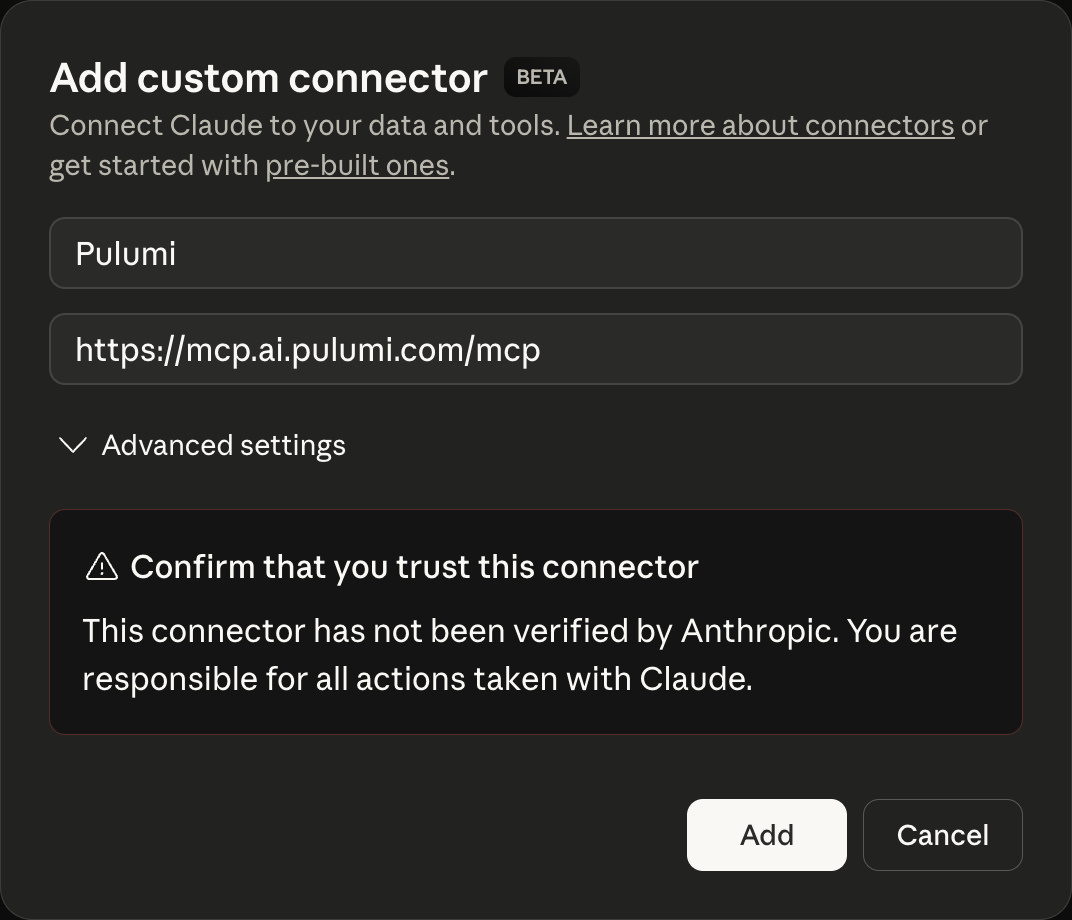 Add custom connector BETA
Connect Claude to your data and tools. Learn more about connectors or
get started with pre-built ones.
Pulumi
https://mcp.ai.pulumi.com/mcp
Advanced settings
Confirm that you trust this connector
This connector has not been verified by Anthropic. You are
responsible for all actions taken with Claude.
Add Cancel